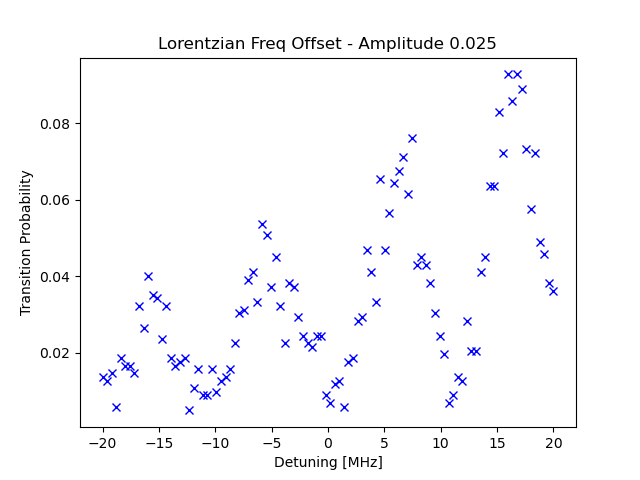 Lorentzian Freq Offset - Amplitude 0.025
Transition Probability
0.08
0.06
0.04
0.02
−20 −15 −10 −5 0 5 10 15 20
Detuning [MHz]